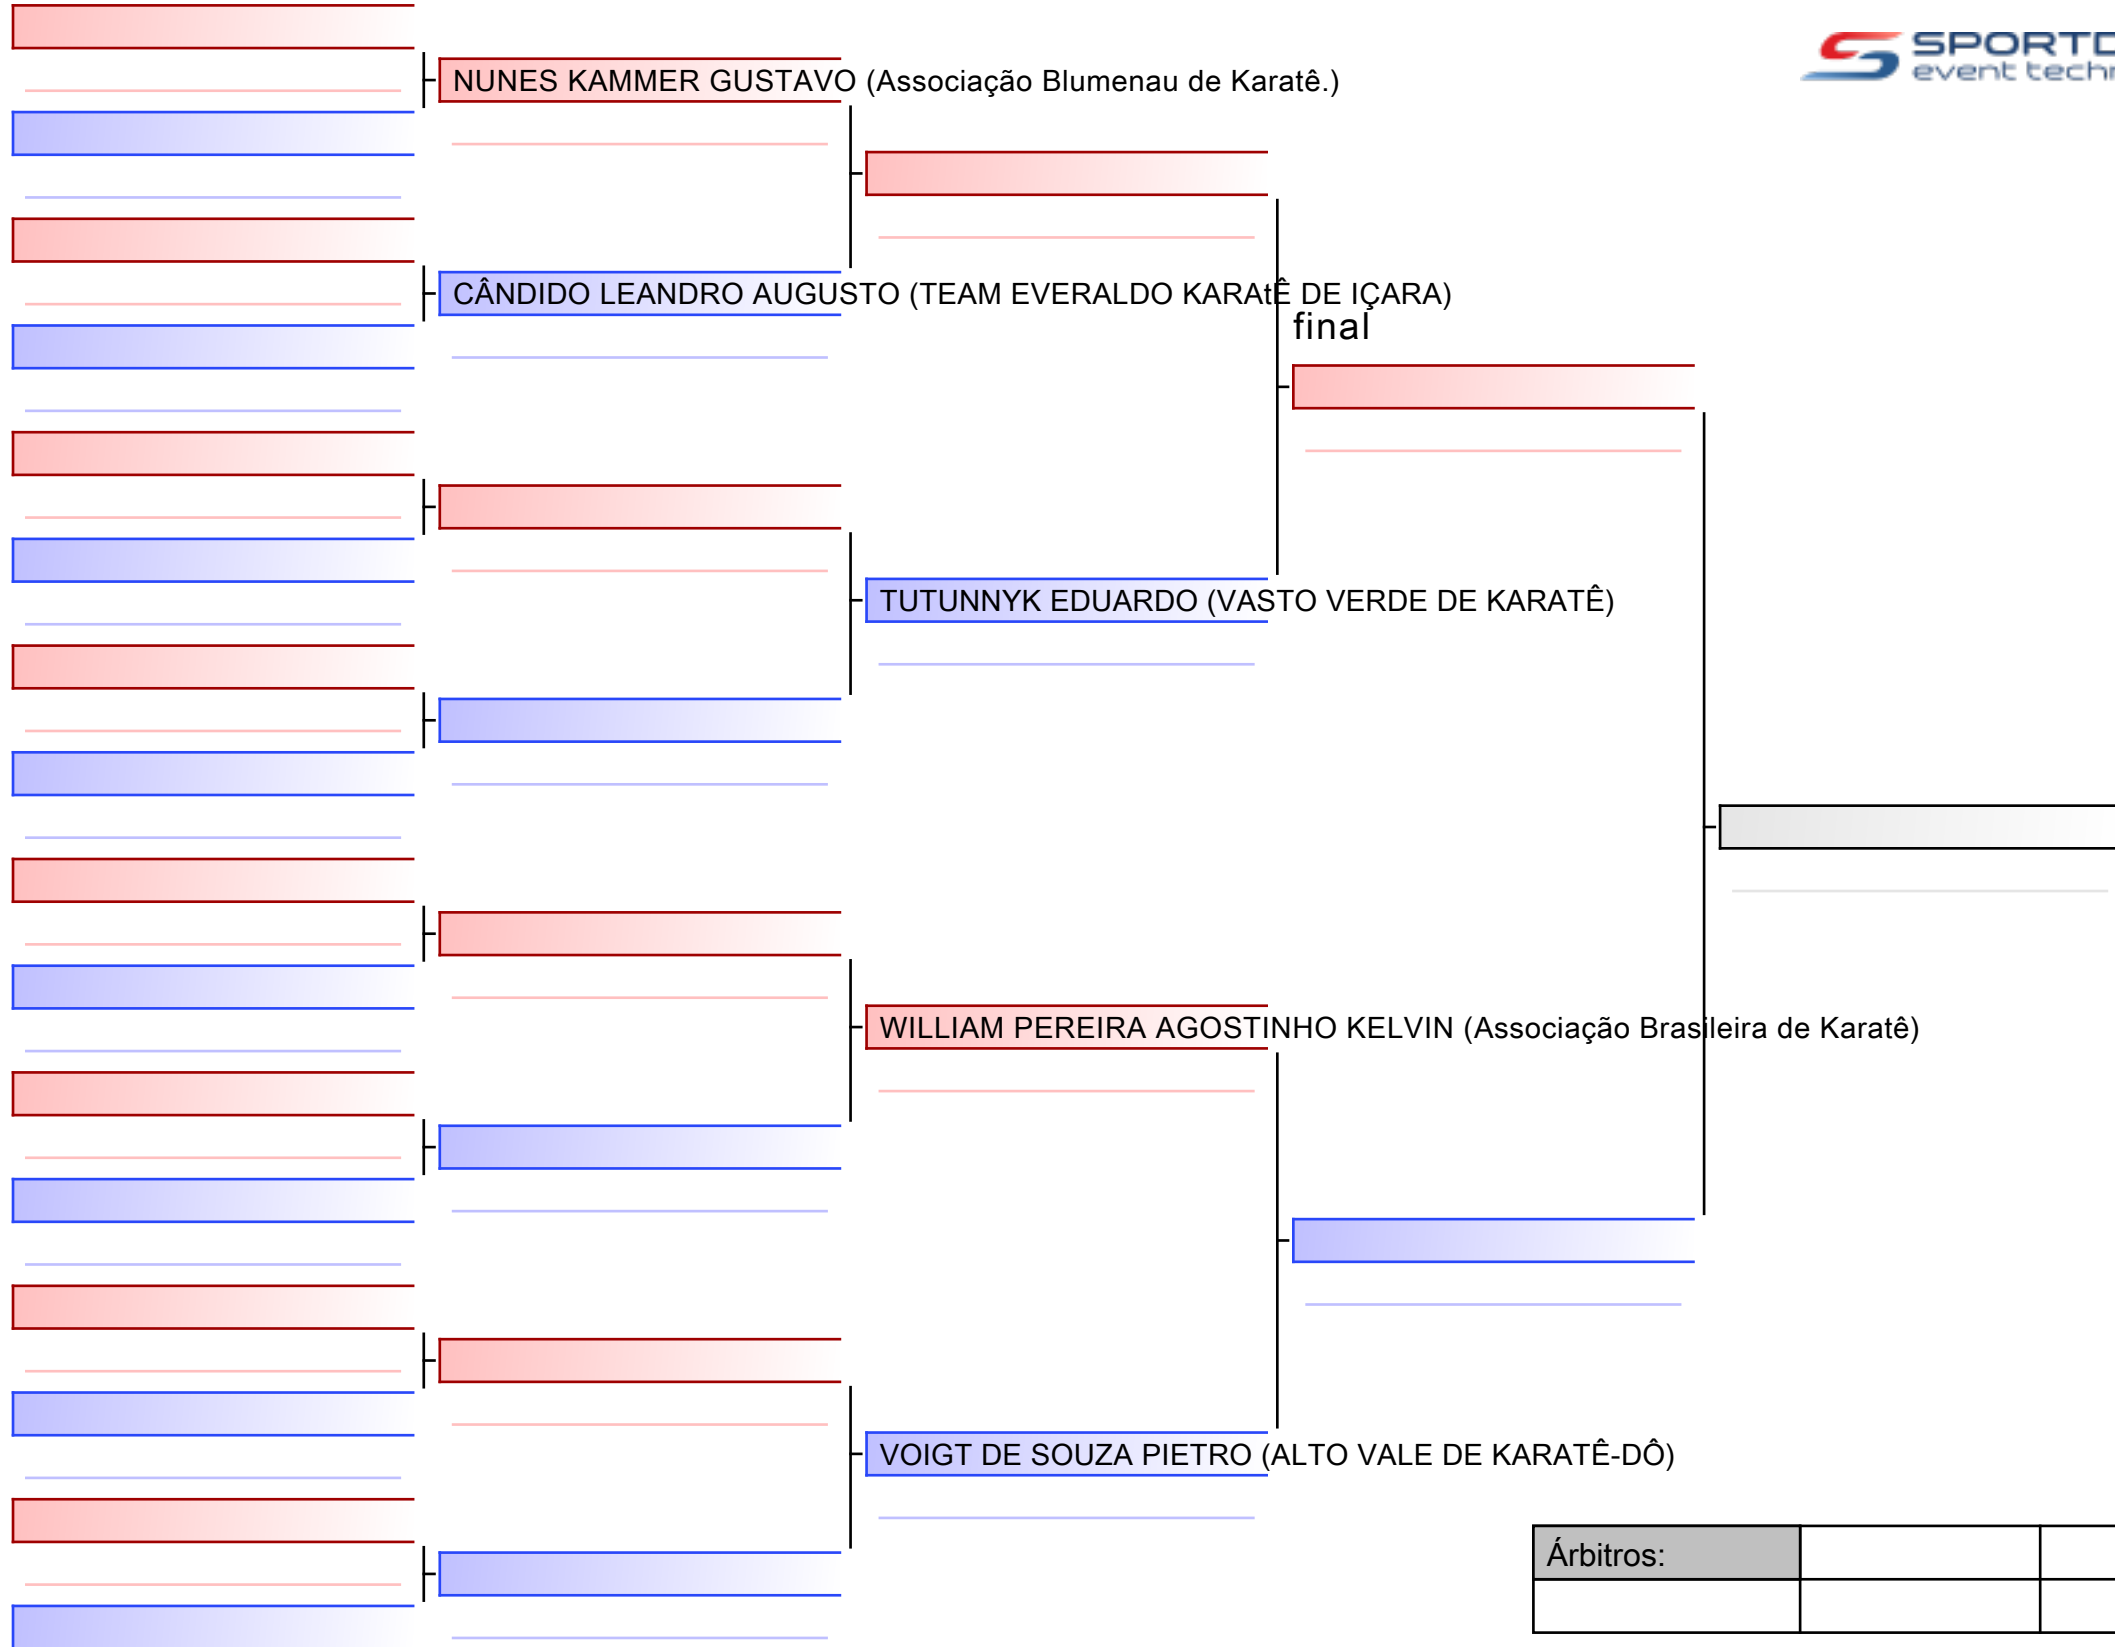 SPORTD
event techn
NUNES KAMMER GUSTAVO (Associação Blumenau de Karatê.)
CÂNDIDO LEANDRO AUGUSTO (TEAM EVERALDO KARAtÊ DE IÇARA)
final
TUTUNNYK EDUARDO (VASTO VERDE DE KARATÊ)
WILLIAM PEREIRA AGOSTINHO KELVIN (Associação Brasileira de Karatê)
VOIGT DE SOUZA PIETRO (ALTO VALE DE KARATÊ-DÔ)
Árbitros: